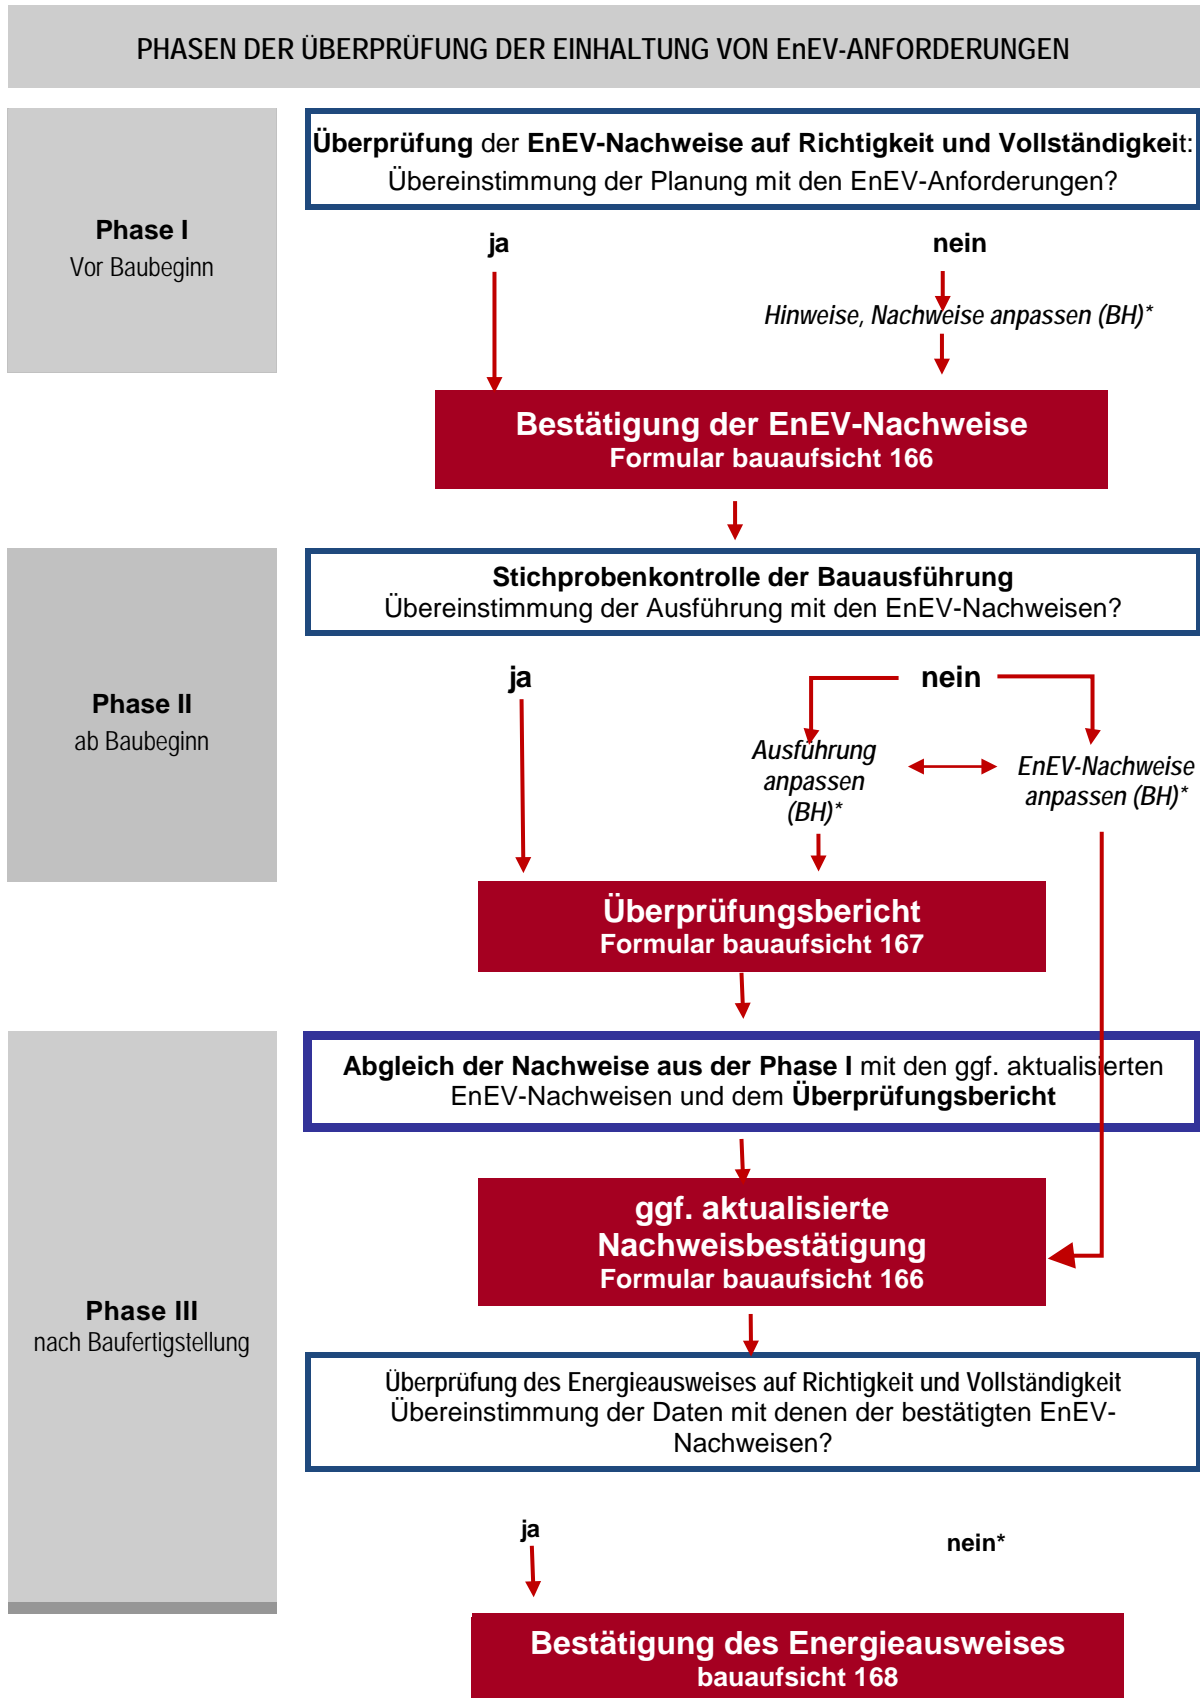 PHASEN DER ÜBERPRÜFUNG DER EINHALTUNG VON EnEV-ANFORDERUNGEN
Phase I
Vor Baubeginn
Überprüfung der EnEV-Nachweise auf Richtigkeit und Vollständigkeit:
Übereinstimmung der Planung mit den EnEV-Anforderungen?
ja
nein
Hinweise, Nachweise anpassen (BH)*
Bestätigung der EnEV-Nachweise
Formular bauaufsicht 166
Phase II
ab Baubeginn
Stichprobenkontrolle der Bauausführung
Übereinstimmung der Ausführung mit den EnEV-Nachweisen?
ja
nein
Ausführung
anpassen
(BH)*
EnEV-Nachweise
anpassen (BH)*
Überprüfungsbericht
Formular bauaufsicht 167
Phase III
nach Baufertigstellung
Abgleich der Nachweise aus der Phase I mit den ggf. aktualisierten
EnEV-Nachweisen und dem Überprüfungsbericht
ggf. aktualisierte
Nachweisbestätigung
Formular bauaufsicht 166
Überprüfung des Energieausweises auf Richtigkeit und Vollständigkeit
Übereinstimmung der Daten mit denen der bestätigten EnEV-
Nachweisen?
ja
nein*
Bestätigung des Energieausweises
bauaufsicht 168